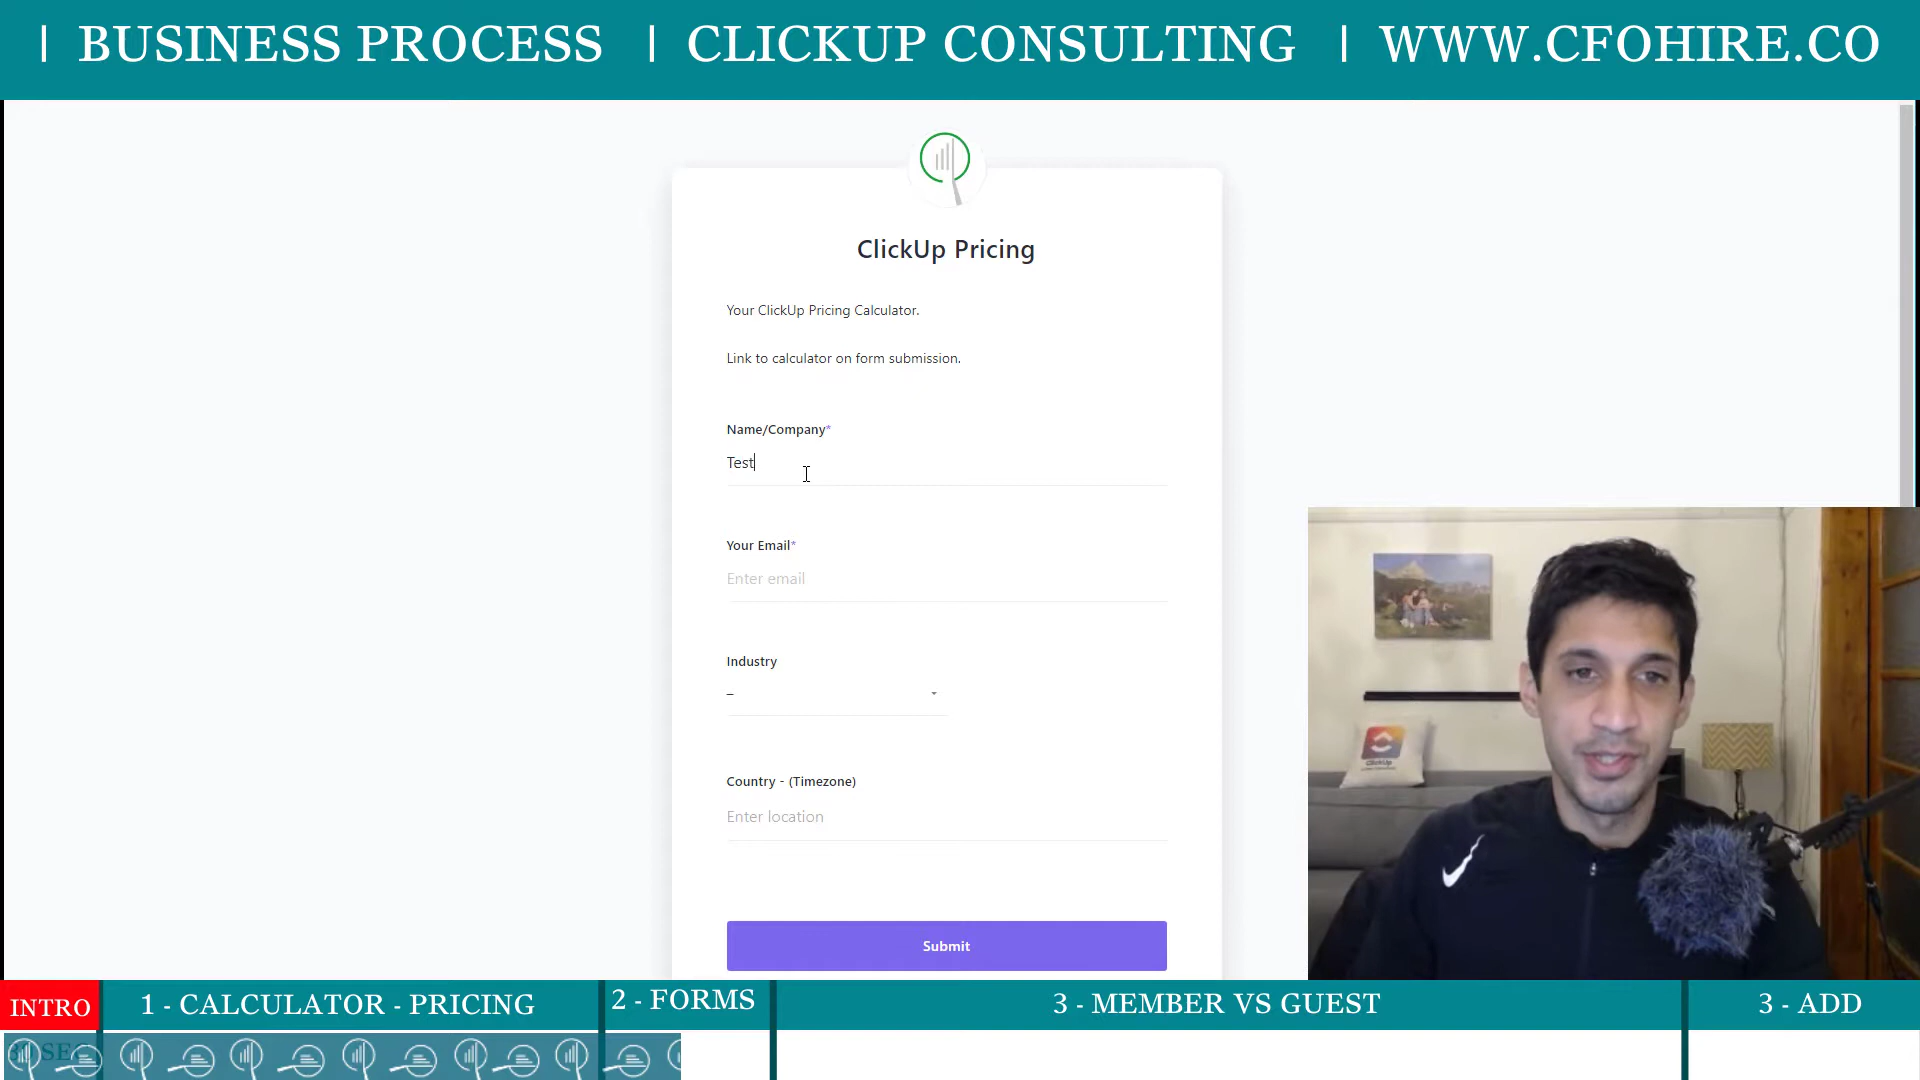 | BUSINESS PROCESS | CLICKUP CONSULTING | WWW.CFOHIRE.CO
ClickUp Pricing
Your ClickUp Pricing Calculator.
Link to calculator on form submission.
Name/Company*
Test
Your Email*
Enter email
Industry
–
Country - (Timezone)
Enter location
Submit
ClickUp
INTRO
1 - CALCULATOR - PRICING
2 - FORMS
3 - MEMBER VS GUEST
3 - ADD